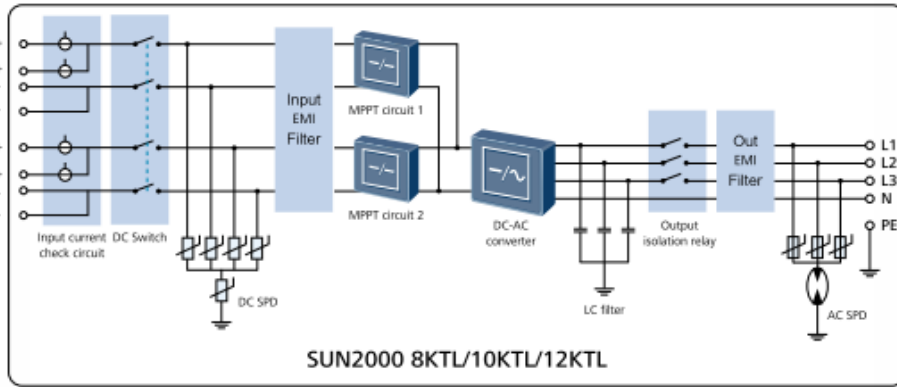 Input current
check circuit
DC Switch
Input
EMI
Filter
MPPT circuit 1
MPPT circuit 2
DC-AC
converter
Output
isolation relay
Out
EMI
Filter
L1
L2
L3
N
PE
DC SPD
LC filter
AC SPD
SUN2000 8KTL/10KTL/12KTL